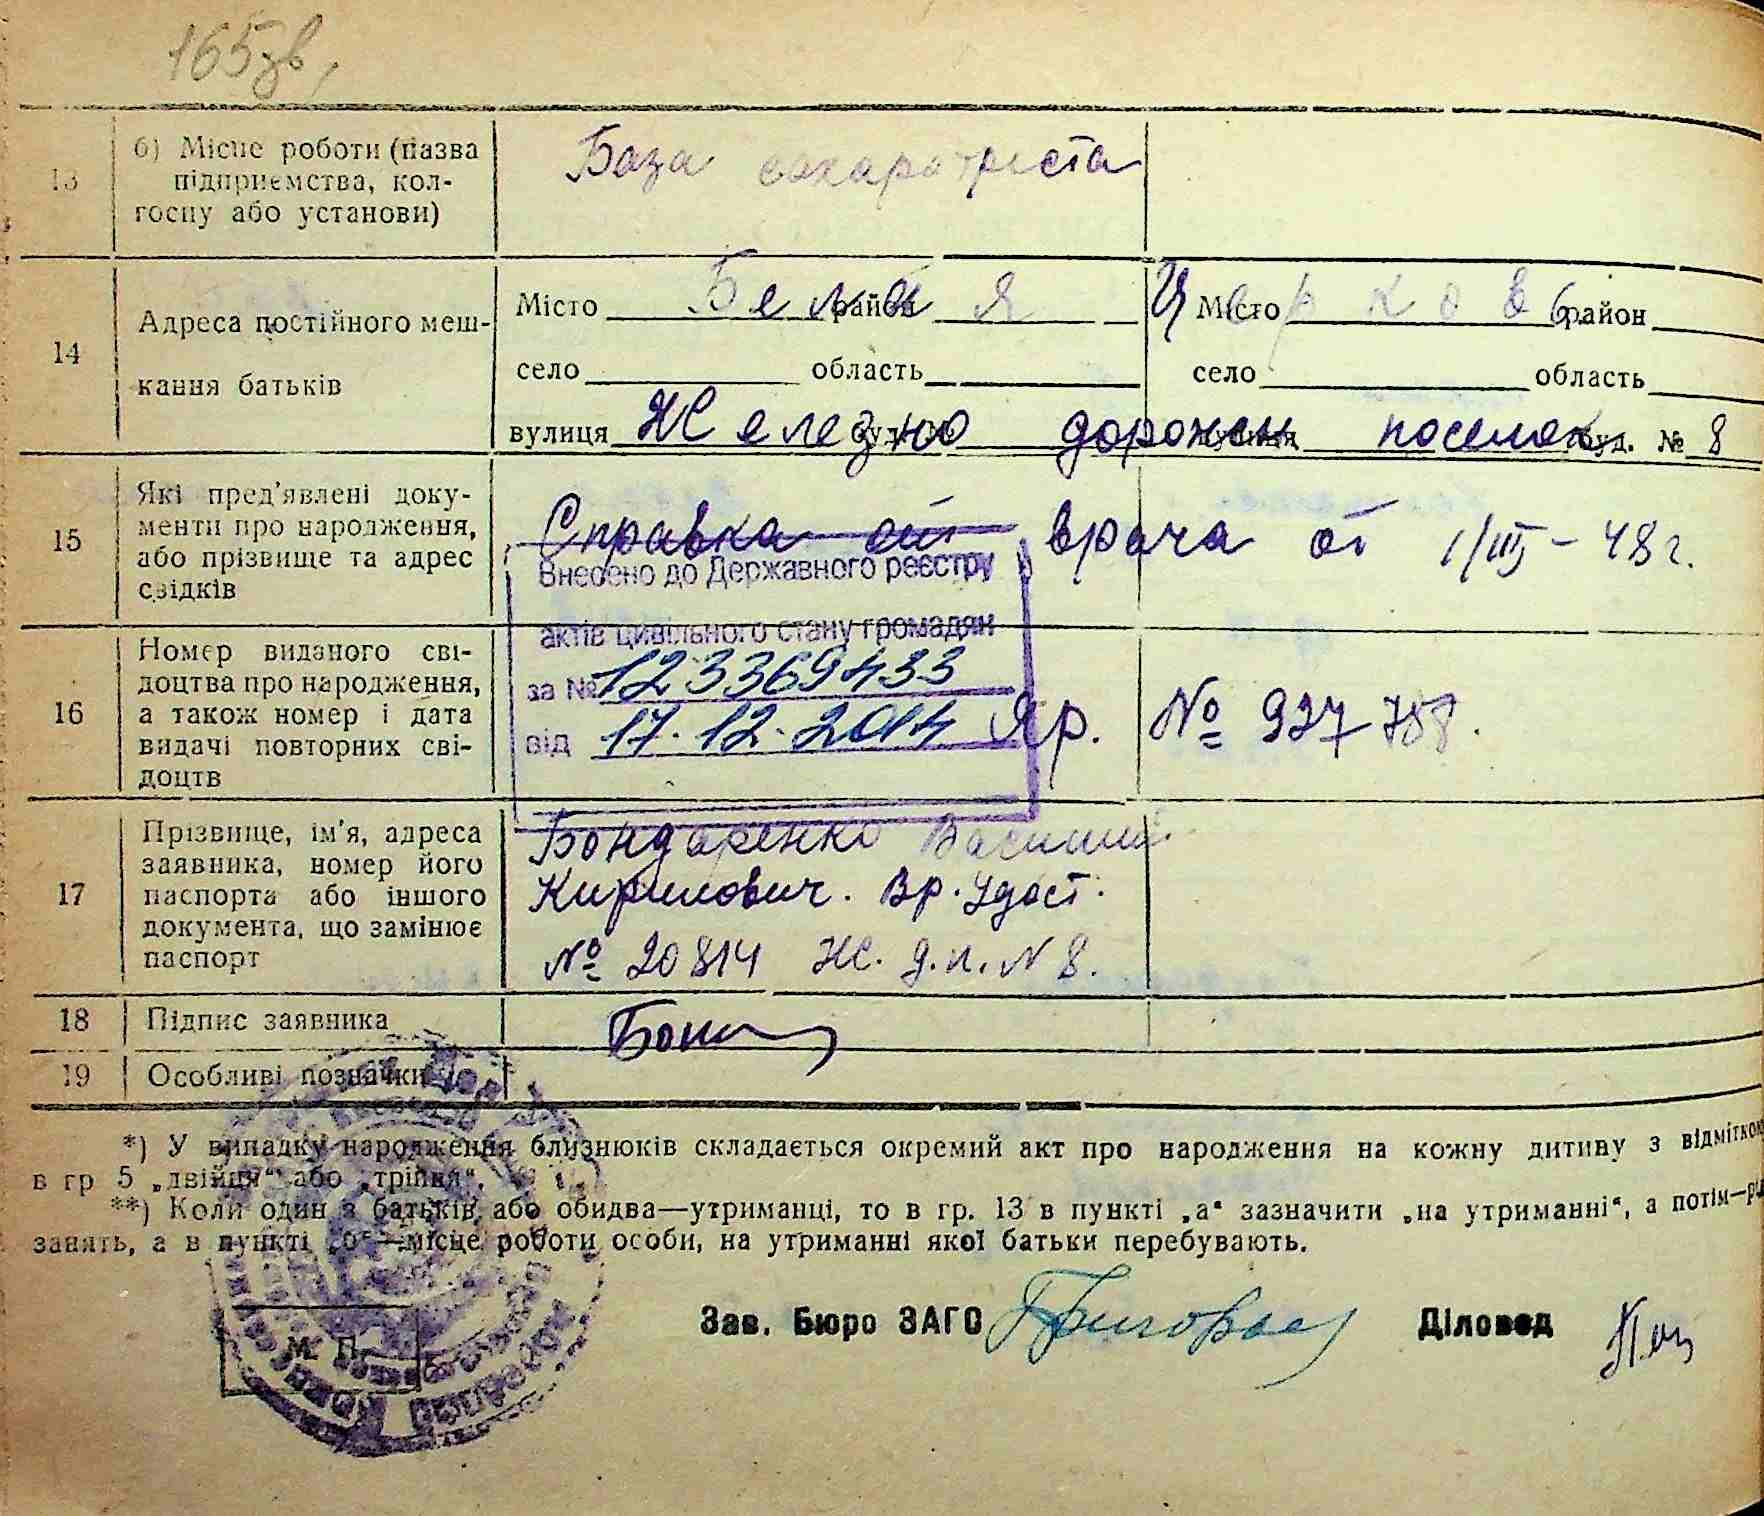 165зв,
13 б) Місце роботи (назва підприємства, колгоспу або установи) База сахаротреста
14 Адреса постійного мешкання батьків
Місто Белая район Місто Церковь район
село область село область
вулиця Железно дорожн поселок буд. № 8
15 Які пред'явлені документи про народження, або прізвище та адрес свідків
Справка от врача от 1/III – 48 г.
Внесено до Державного реєстру
актів цивільного стану громадян
за № 123369433
від 17.12.2014
16 Номер виданого свідоцтва про народження, а також номер і дата видачі повторних свідоцтв
Яр. № 927788.
17 Прізвище, ім'я, адреса заявника, номер його паспорта або іншого документа, що замінює паспорт
Бондаренко Василий
Кирилович. Вр. Удост.
№ 20814 Ж. д. п. N 8.
18 Підпис заявника
19 Особливі позначки
*) У випадку народження близнюків складається окремий акт про народження на кожну дитину з відміткою
в гр 5 „двійця“ або „трійня“.
**) Коли один з батьків або обидва—утриманці, то в гр. 13 в пункті „а“ зазначити „на утриманні“, а потім—рід
занять, а в пункті „б“—місце роботи особи, на утриманні якої батьки перебувають.
Зав. Бюро ЗАГС Діловод
М. П.